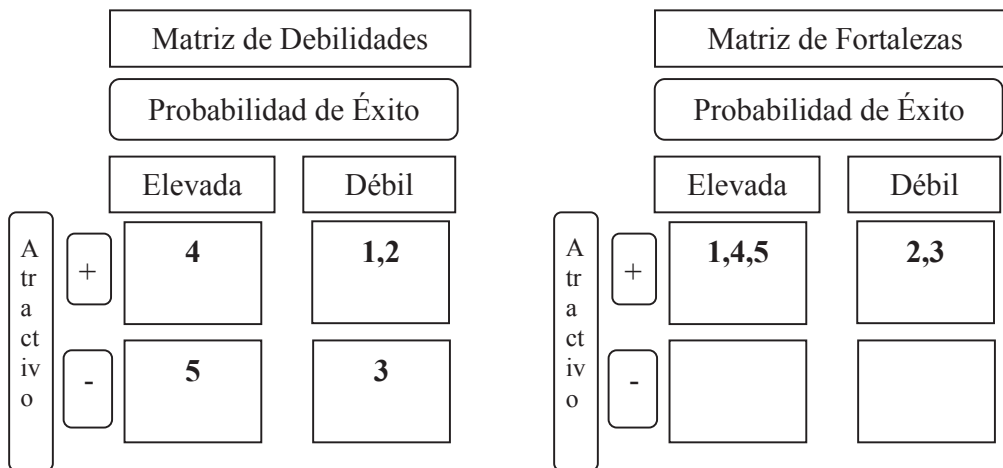 Matriz de Debilidades
Probabilidad de Éxito
Elevada
Débil
A
tr
a
ct
iv
o
+
4
1,2
-
5
3
Matriz de Fortalezas
Probabilidad de Éxito
Elevada
Débil
A
tr
a
ct
iv
o
+
1,4,5
2,3
-